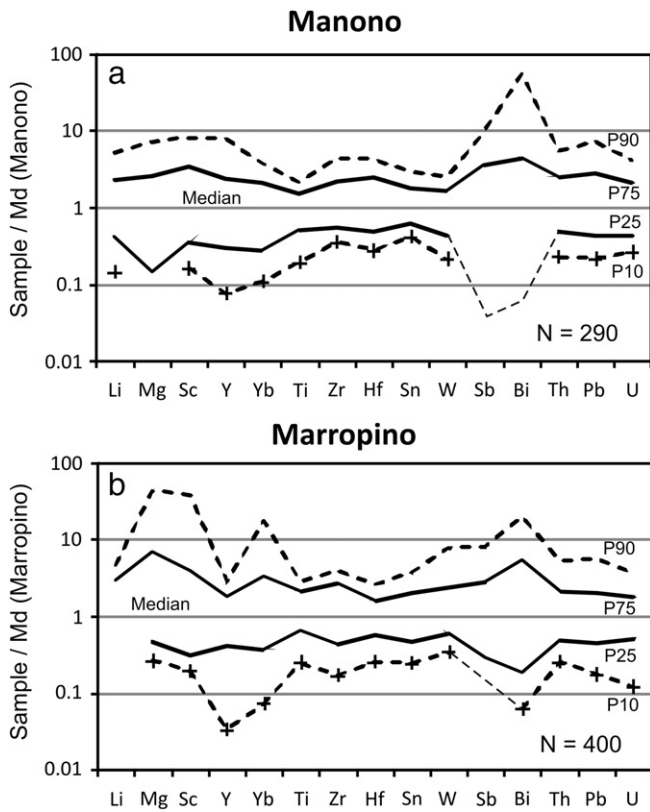 Manono
a
100
10
1
0.1
0.01
Sample / Md (Manono)
Median
P90
P75
P25
P10
N = 290
Li Mg Sc Y Yb Ti Zr Hf Sn W Sb Bi Th Pb U
Marropino
b
100
10
1
0.1
0.01
Sample / Md (Marropino)
Median
P90
P75
P25
P10
N = 400
Li Mg Sc Y Yb Ti Zr Hf Sn W Sb Bi Th Pb U